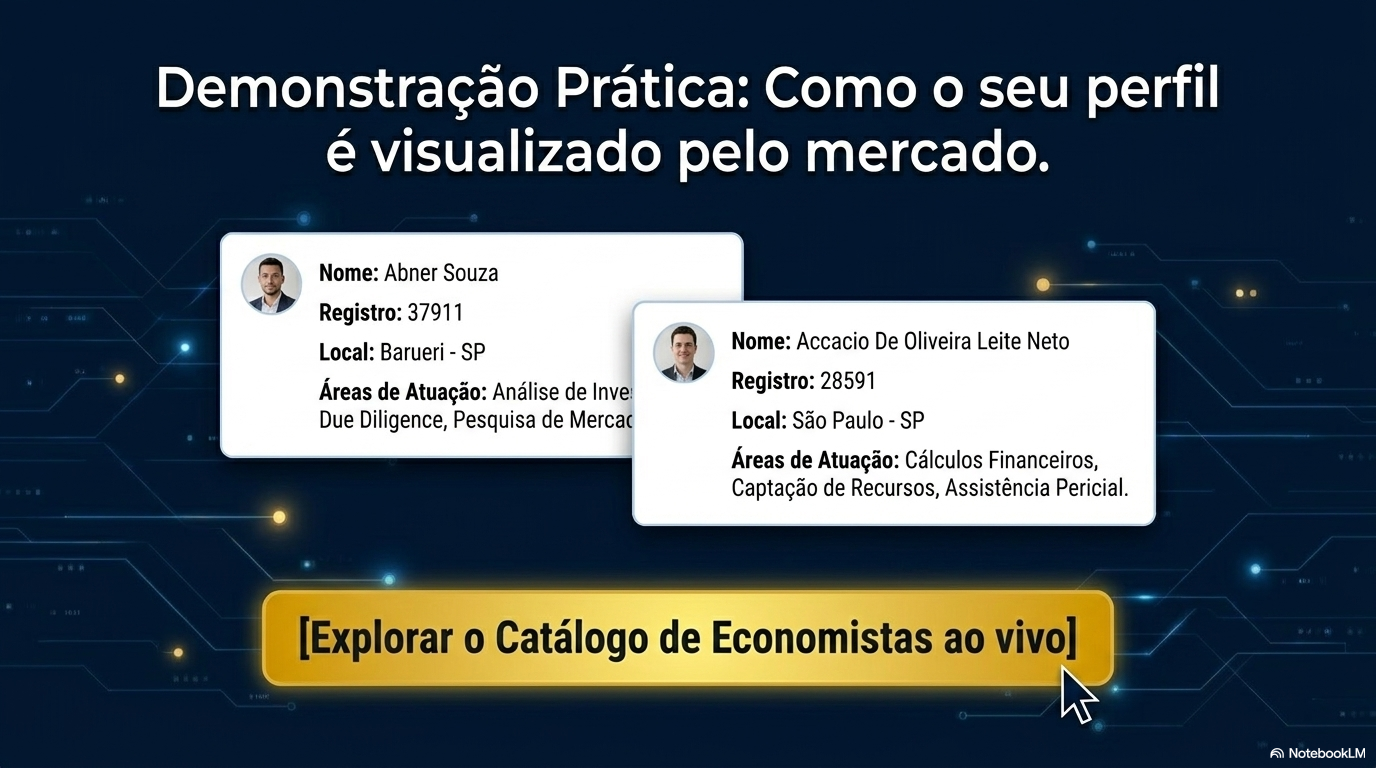 Demonstração Prática: Como o seu perfil
é visualizado pelo mercado.
Nome: Abner Souza
Registro: 37911
Local: Barueri - SP
Áreas de Atuação: Análise de
Due Diligence, Pesquisa de
Nome: Accacio De Oliveira Leite Neto
Registro: 28591
Local: São Paulo - SP
Áreas de Atuação: Cálculos Financeiros,
Captação de Recursos, Assistência Pericial.
[Explorar o Catálogo de Economistas ao vivo]
NotebookLM